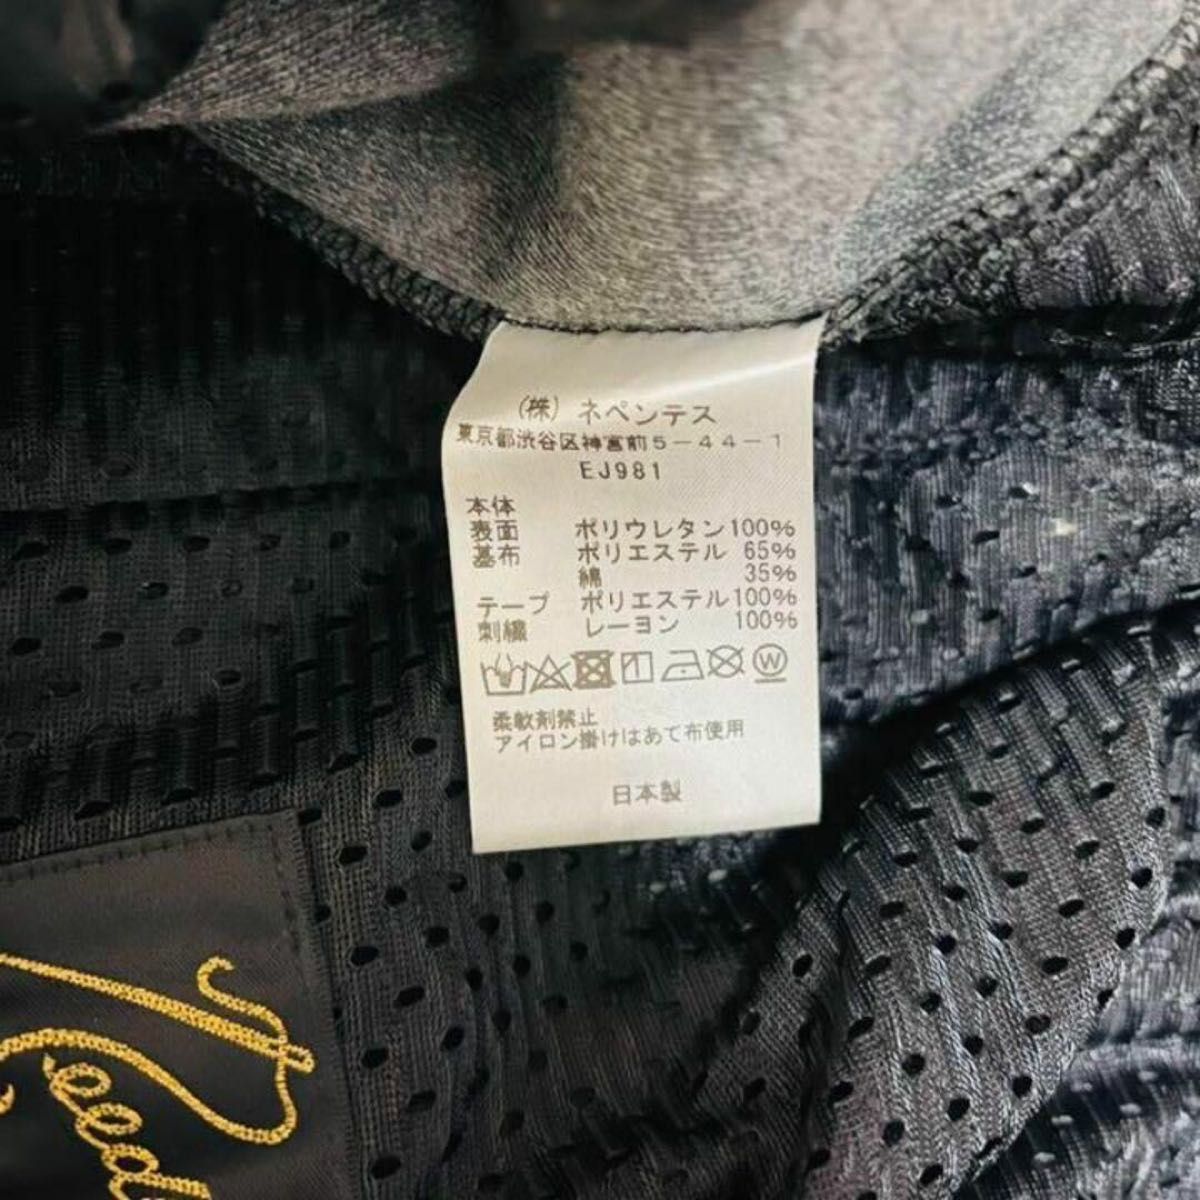 (株) ネペンテス
東京都渋谷区神宮前5-44-1
EJ981
本体
表面 ポリウレタン100%
基布 ポリエステル 65%
綿 35%
テープ ポリエステル100%
刺繍 レーヨン 100%
W
柔軟剤禁止
アイロン掛けはあて布使用
日本製